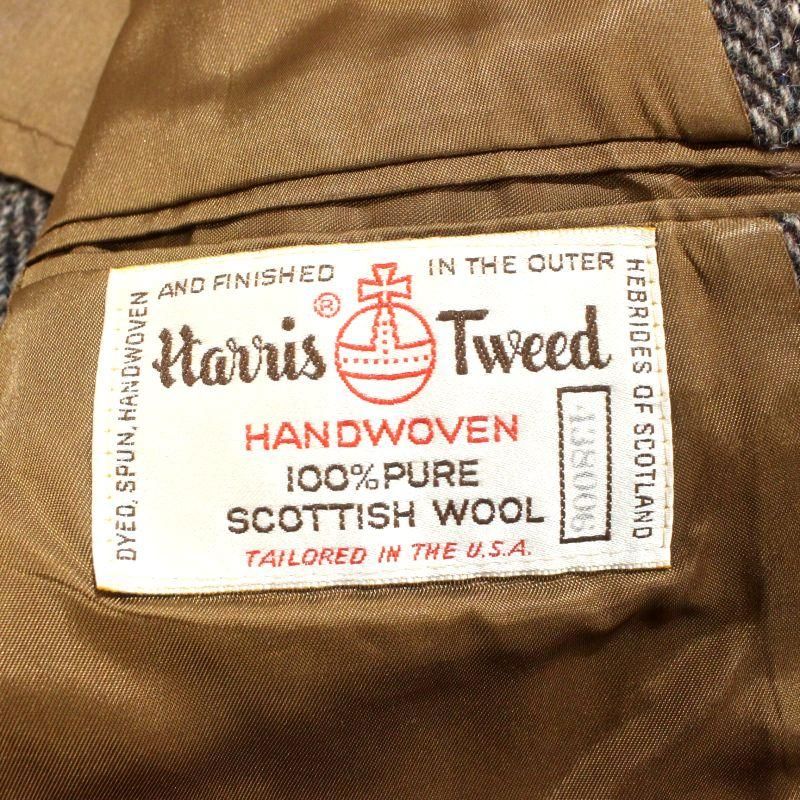 DYED, SPUN, HANDWOVEN
AND FINISHED
IN THE OUTER
HEBRIDES OF SCOTLAND
Harris ® Tweed
HANDWOVEN
100% PURE
SCOTTISH WOOL
TAILORED IN THE U.S.A.